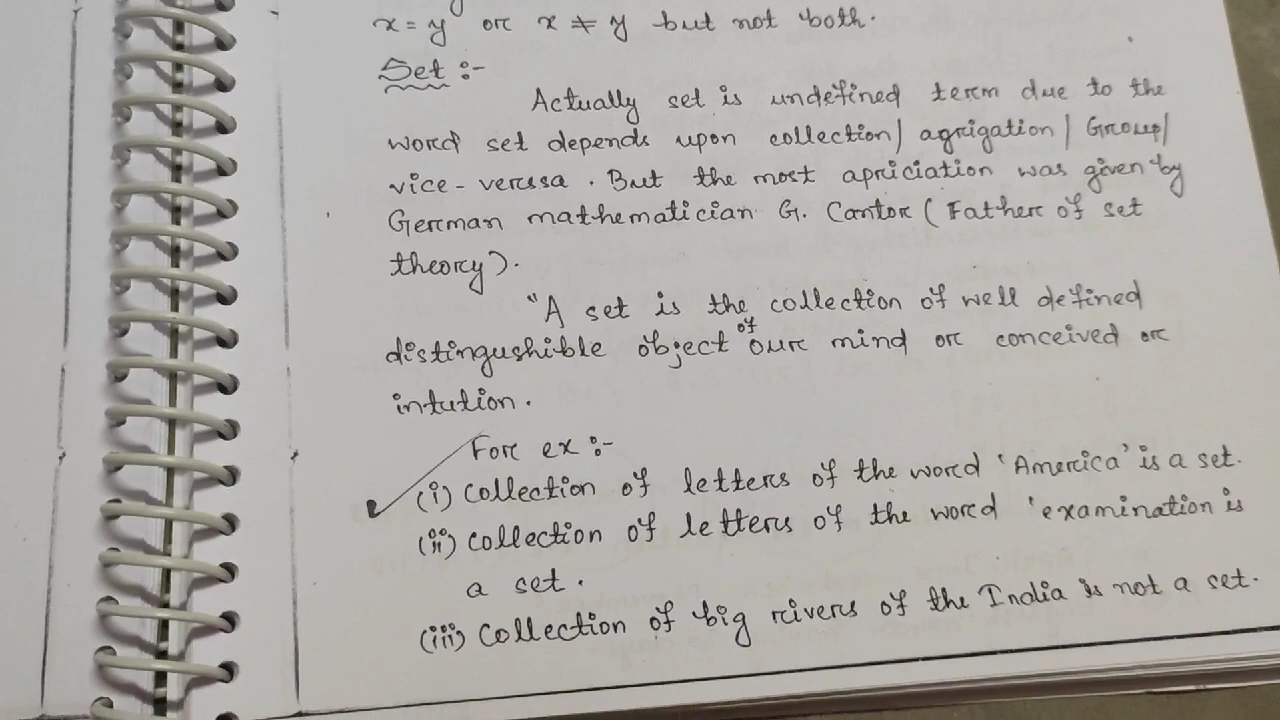 x = y or x ≠ y but not both.
Set :-
Actually set is undefined term due to the
word set depends upon collection/ agrigation/ Group/
vice-verssa. But the most apriciation was given by
German mathematician G. Cantor (Father of set
theory).
"A set is the collection of well defined
distingushible object of our mind or conceived or
intution.
For ex :-
(i) collection of letters of the word 'America' is a set.
(ii) collection of letters of the word 'examination is
a set.
(iii) collection of big rivers of the India is not a set.